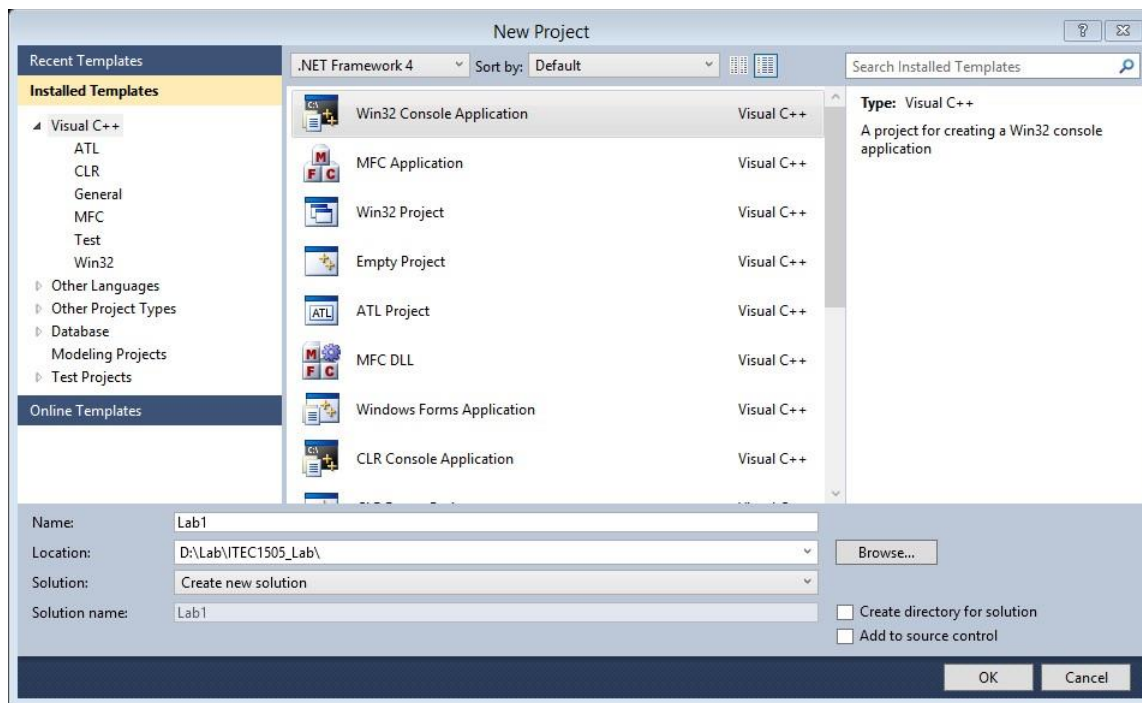 New Project
Recent Templates
.NET Framework 4 Sort by: Default
Search Installed Templates
Installed Templates
Visual C++
ATL
CLR
General
MFC
Test
Win32
Other Languages
Other Project Types
Database
Modeling Projects
Test Projects
Online Templates
Win32 Console Application Visual C++
MFC Application Visual C++
Win32 Project Visual C++
Empty Project Visual C++
ATL Project Visual C++
MFC DLL Visual C++
Windows Forms Application Visual C++
CLR Console Application Visual C++
Type: Visual C++
A project for creating a Win32 console
application
Name: Lab1
Location: D:\Lab\ITEC1505_Lab\ Browse...
Solution: Create new solution
Solution name: Lab1
Create directory for solution
Add to source control
OK Cancel